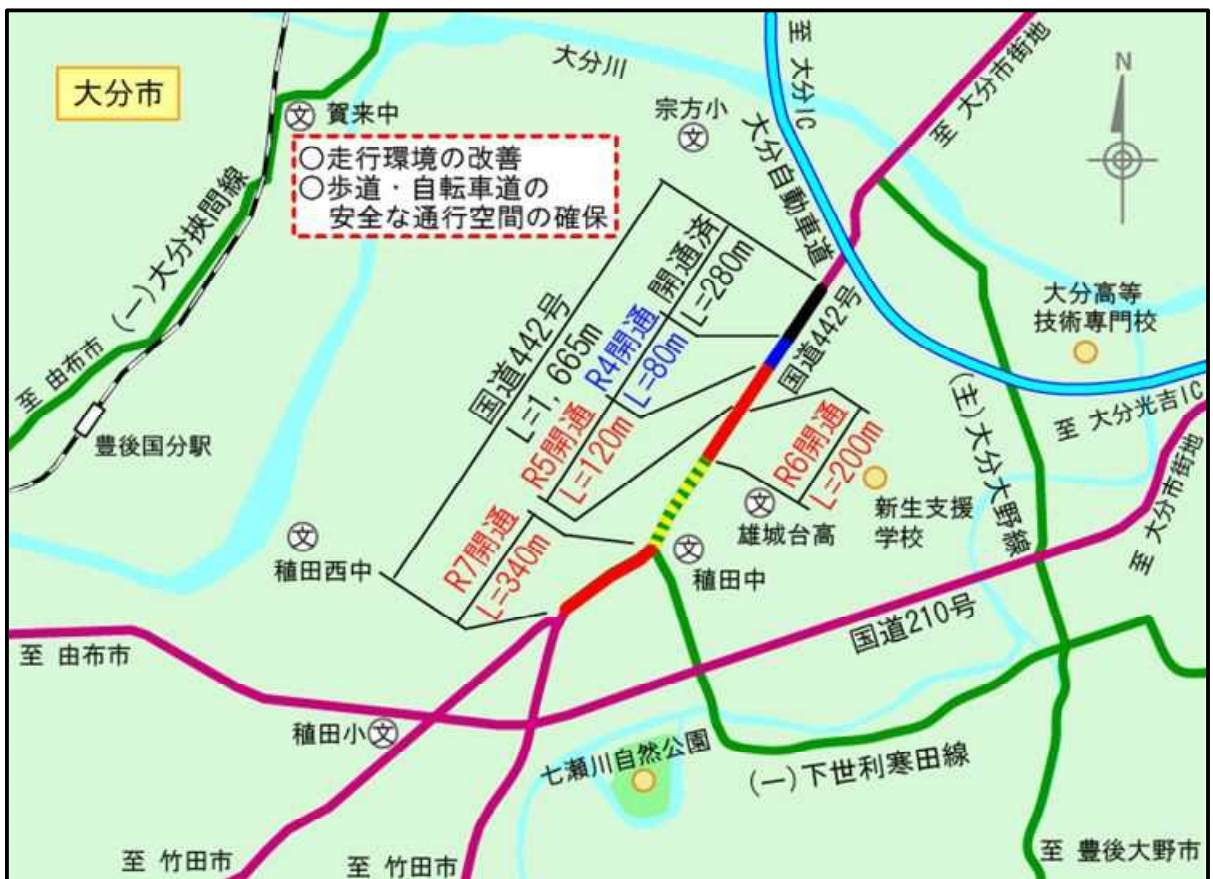 大分市
賀来中
○走行環境の改善
○歩道・自転車道の
安全な通行空間の確保
大分川
宗方小
至 大分IC
大分自動車道
至 大分市街地
N
(一)大分挾間線
至 由布市
豊後国分駅
国道442号
L=1,665m
開通済
L=280m
R4開通
L=80m
R5開通
L=120m
R6開通
L=200m
R7開通
L=340m
国道442号
大分高等
技術専門校
(主)大分大野線
至 大分光吉IC
至 大分市街地
新生支援
学校
文
雄城台高
文
稙田中
文
稙田西中
文
文
国道210号
至 由布市
稙田小
文
七瀬川自然公園
(一)下世利寒田線
至 竹田市
至 竹田市
至 豊後大野市